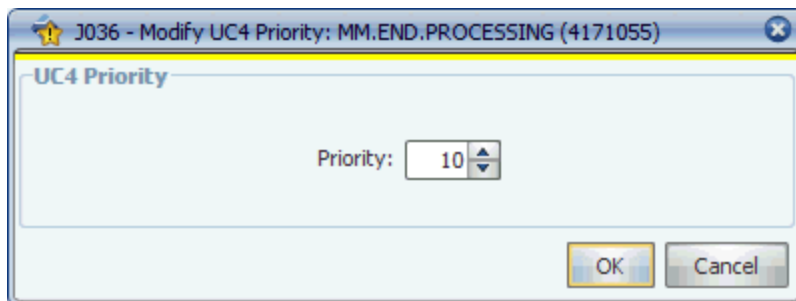 J036 - Modify UC4 Priority: MM.END.PROCESSING (4171055)
UC4 Priority
Priority: 10
OK Cancel